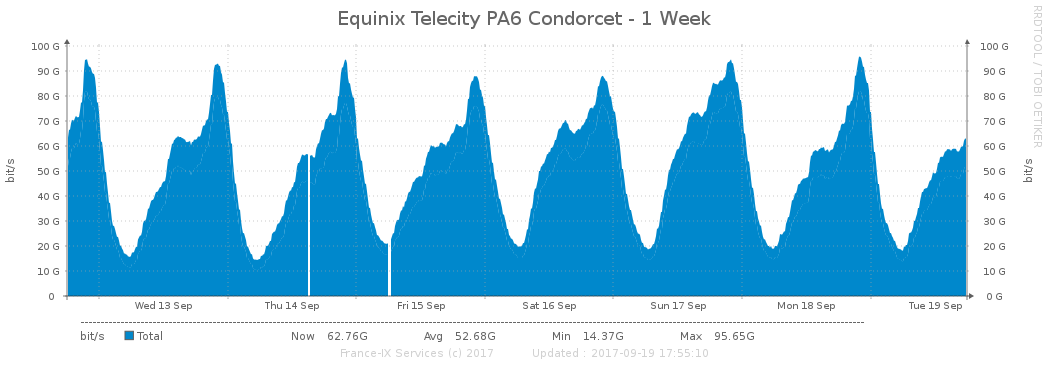 Equinix Telecity PA6 Condorcet - 1 Week
RRDTOOL / TOBI OETIKER
100 G 100 G
90 G 90 G
80 G 80 G
70 G 70 G
60 G 60 G
50 G 50 G
40 G 40 G
30 G 30 G
20 G 20 G
10 G 10 G
0 0 G
bit/s
bit/s
Wed 13 Sep Thu 14 Sep Fri 15 Sep Sat 16 Sep Sun 17 Sep Mon 18 Sep Tue 19 Sep
bit/s Total Now 62.76G Avg 52.68G Min 14.37G Max 95.65G
France-IX Services (c) 2017 Updated : 2017-09-19 17:55:10